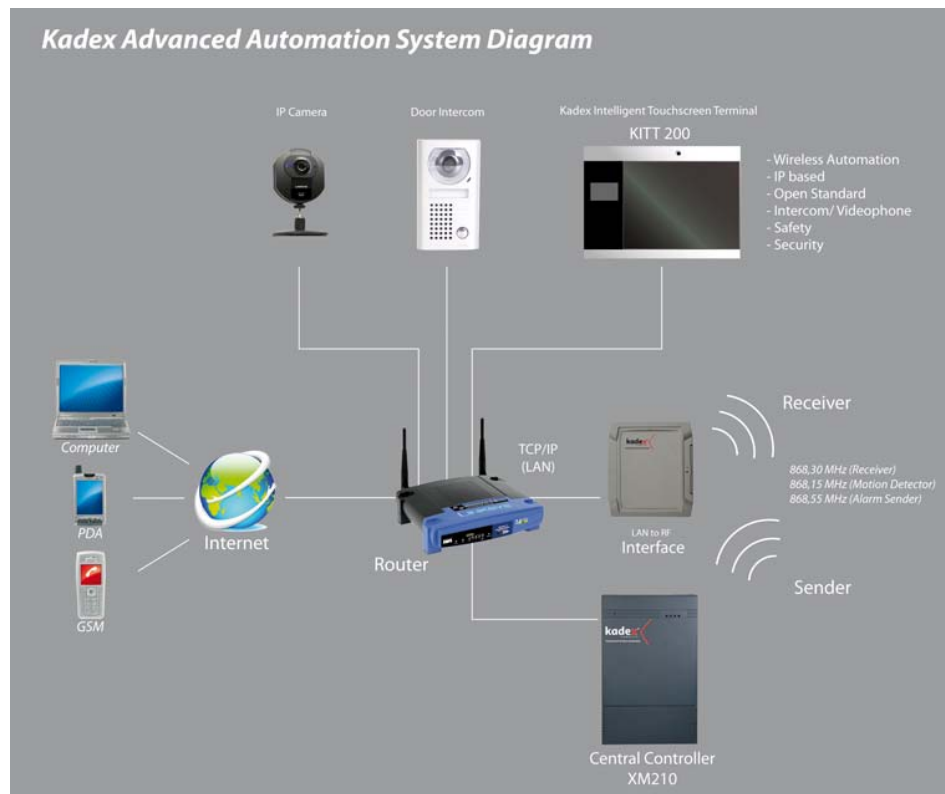 Kadex Advanced Automation System Diagram
IP Camera
Door Intercom
Kadex Intelligent Touchscreen Terminal
KITT 200
- Wireless Automation
- IP based
- Open Standard
- Intercom/ Videophone
- Safety
- Security
Computer
PDA
GSM
Internet
Router
TCP/IP
(LAN)
kadex
LAN to RF
Interface
Receiver
868,30 MHz (Receiver)
868,15 MHz (Motion Detector)
868,55 MHz (Alarm Sender)
Sender
kadex
Central Controller
XM210